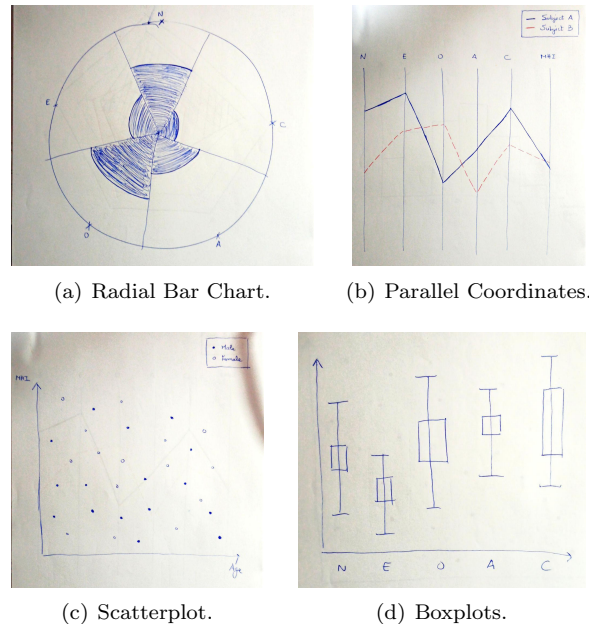 N
E
C
O
A
(a) Radial Bar Chart.
Subject A
Subject B
N E O A C MHI
(b) Parallel Coordinates.
Male
Female
MHI
Age
(c) Scatterplot.
N E O A C
(d) Boxplots.